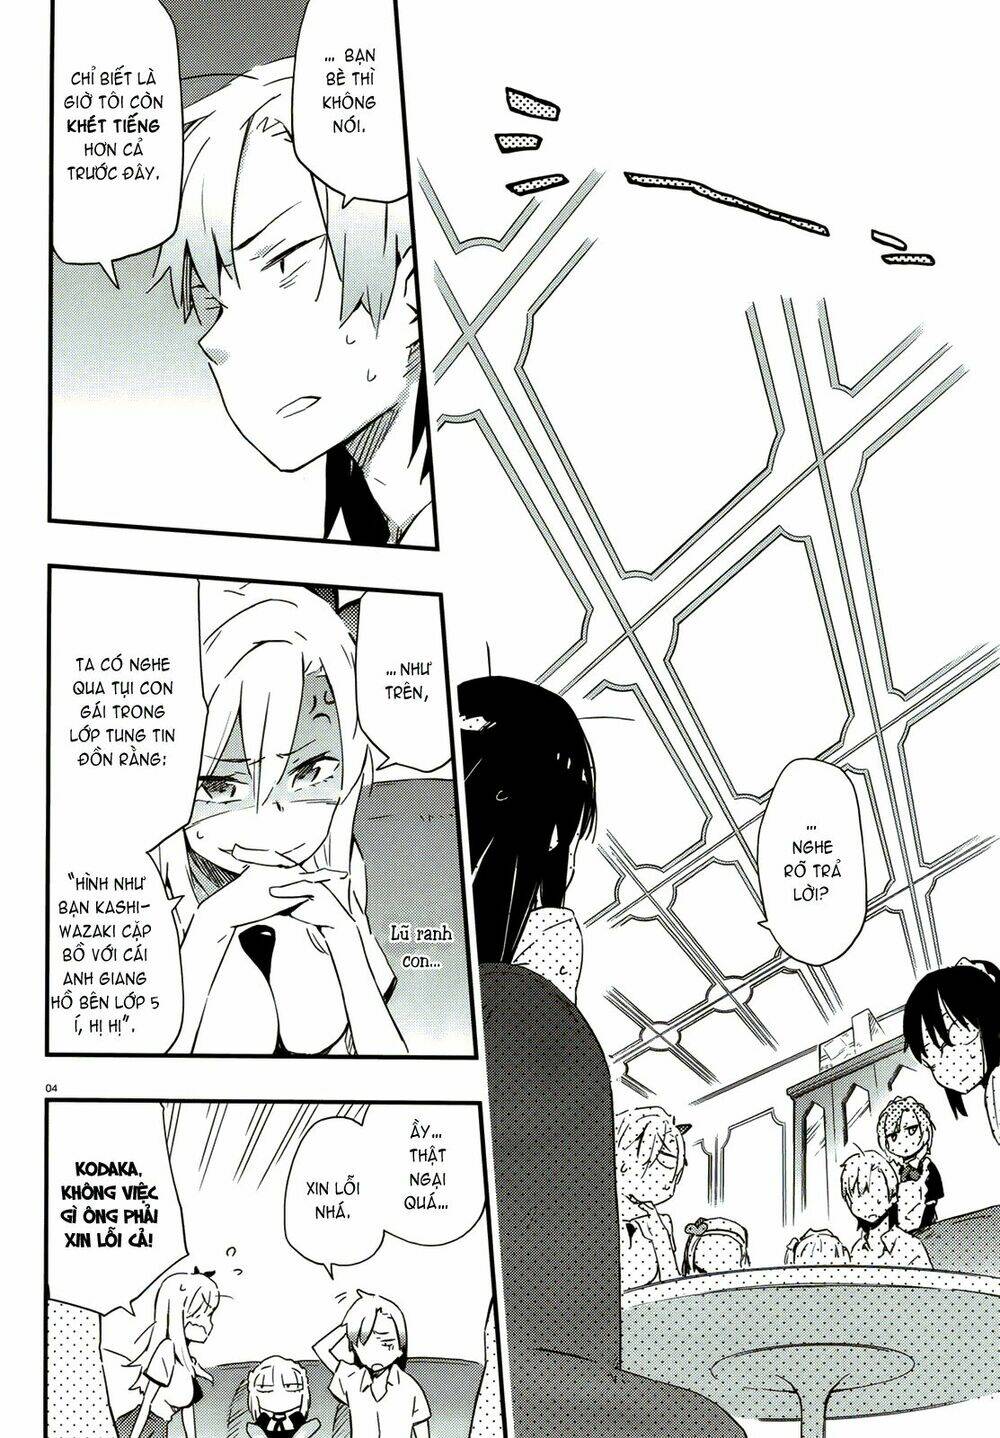 ...
NGHE
RÕ TRẢ
LỜI?
... BẠN
BÈ THÌ
KHÔNG
NÓI.
CHỈ BIẾT LÀ
GIỜ TÔI CÒN
KHÉT TIẾNG
HƠN CẢ
TRƯỚC ĐÂY.
...NHƯ
TRÊN,
TA CÓ NGHE
QUA TỤI CON
GÁI TRONG
LỚP TUNG TIN
ĐỒN RẰNG:
"HÌNH NHƯ
BẠN KASHI-
WAZAKI CẶP
BỒ VỚI CÁI
ANH GIANG
HỒ BÊN LỚP 5
Í, HỊ HỊ".
Lũ ranh
con...
04
ẦY...
THẬT
NGẠI
QUÁ.
XIN LỖI
NHÁ.
KODAKA,
KHÔNG VIỆC
GÌ ÔNG PHẢI
XIN LỖI CẢ!